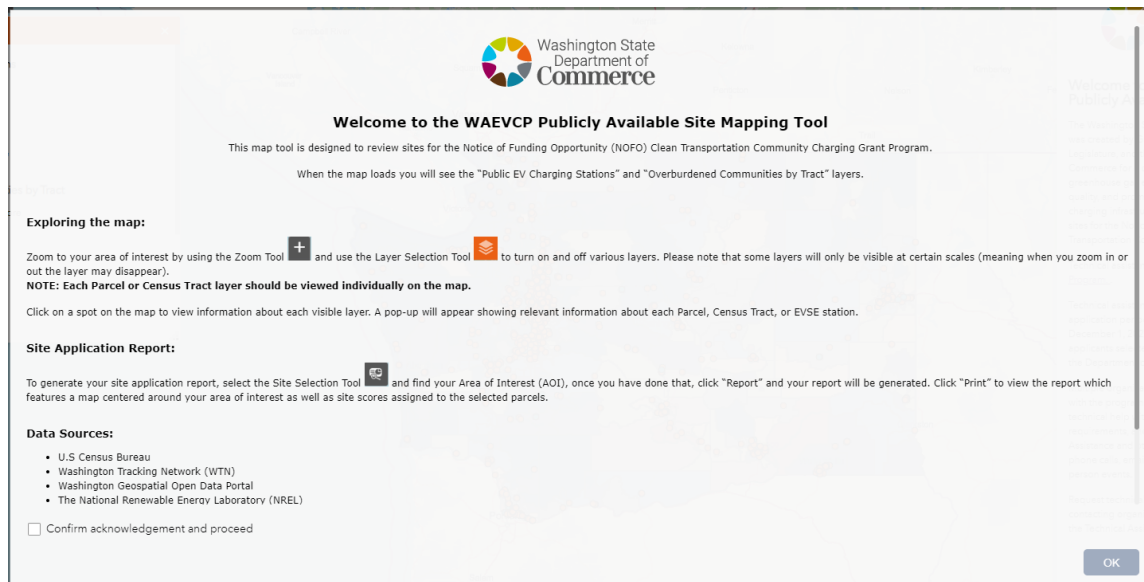 Washington State
Department of
Commerce
Welcome to the WAEVCP Publicly Available Site Mapping Tool
This map tool is designed to review sites for the Notice of Funding Opportunity (NOFO) Clean Transportation Community Charging Grant Program.
When the map loads you will see the “Public EV Charging Stations” and “Overburdened Communities by Tract” layers.
Exploring the map:
Zoom to your area of interest by using the Zoom Tool and use the Layer Selection Tool to turn on and off various layers. Please note that some layers will only be visible at certain scales (meaning when you zoom in or
out the layer may disappear).
NOTE: Each Parcel or Census Tract layer should be viewed individually on the map.
Click on a spot on the map to view information about each visible layer. A pop-up will appear showing relevant information about each Parcel, Census Tract, or EVSE station.
Site Application Report:
To generate your site application report, select the Site Selection Tool and find your Area of Interest (AOI), once you have done that, click “Report” and your report will be generated. Click “Print” to view the report which
features a map centered around your area of interest as well as site scores assigned to the selected parcels.
Data Sources:
• U.S Census Bureau
• Washington Tracking Network (WTN)
• Washington Geospatial Open Data Portal
• The National Renewable Energy Laboratory (NREL)
Confirm acknowledgement and proceed
OK